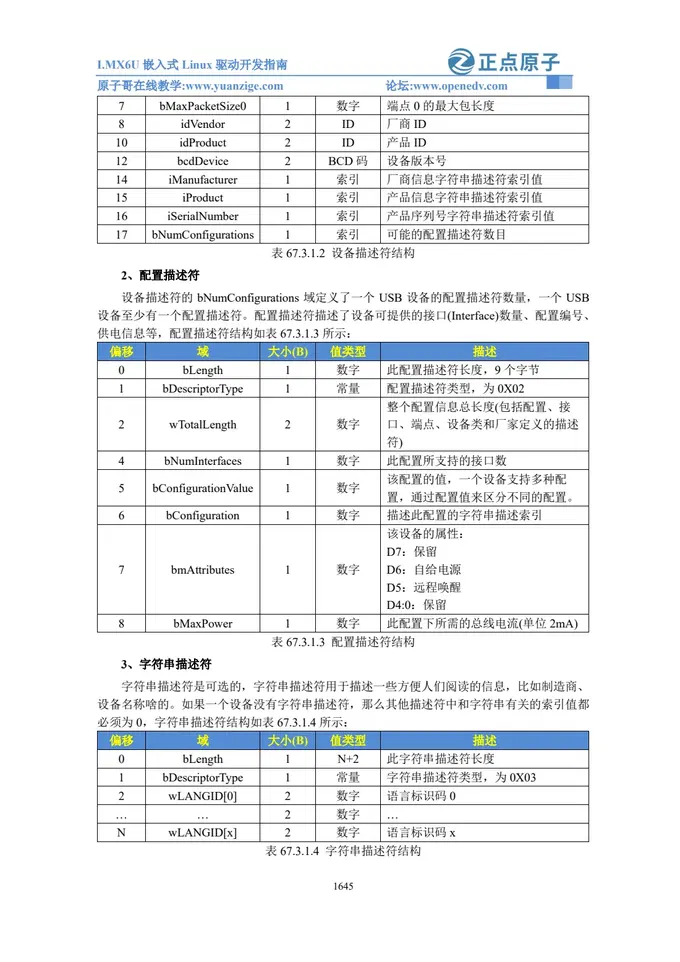 I.MX6U 嵌入式 Linux 驱动开发指南
正点原子
原子哥在线教学:www.yuanzige.com 论坛:www.openedv.com
7 bMaxPacketSize0 1 数字 端点 0 的最大包长度
8 idVendor 2 ID 厂商 ID
10 idProduct 2 ID 产品 ID
12 bcdDevice 2 BCD 码 设备版本号
14 iManufacturer 1 索引 厂商信息字符串描述符索引值
15 iProduct 1 索引 产品信息字符串描述符索引值
16 iSerialNumber 1 索引 产品序列号字符串描述符索引值
17 bNumConfigurations 1 索引 可能的配置描述符数目
表 67.3.1.2 设备描述符结构
2、配置描述符
设备描述符的 bNumConfigurations 域定义了一个 USB 设备的配置描述符数量，一个 USB
设备至少有一个配置描述符。配置描述符描述了设备可提供的接口(Interface)数量、配置编号、
供电信息等，配置描述符结构如表 67.3.1.3 所示：
偏移 域 大小(B) 值类型 描述
0 bLength 1 数字 此配置描述符长度，9 个字节
1 bDescriptorType 1 常量 配置描述符类型，为 0X02
2 wTotalLength 2 数字 整个配置信息总长度(包括配置、接
口、端点、设备类和厂家定义的描述
符)
4 bNumInterfaces 1 数字 此配置所支持的接口数
5 bConfigurationValue 1 数字 该配置的值，一个设备支持多种配
置，通过配置值来区分不同的配置。
6 bConfiguration 1 数字 描述此配置的字符串描述索引
7 bmAttributes 1 数字 该设备的属性：
D7：保留
D6：自给电源
D5：远程唤醒
D4:0：保留
8 bMaxPower 1 数字 此配置下所需的总线电流(单位 2mA)
表 67.3.1.3 配置描述符结构
3、字符串描述符
字符串描述符是可选的，字符串描述符用于描述一些方便人们阅读的信息，比如制造商、
设备名称啥的。如果一个设备没有字符串描述符，那么其他描述符中和字符串有关的索引值都
必须为 0，字符串描述符结构如表 67.3.1.4 所示：
偏移 域 大小(B) 值类型 描述
0 bLength 1 N+2 此字符串描述符长度
1 bDescriptorType 1 常量 字符串描述符类型，为 0X03
2 wLANGID[0] 2 数字 语言标识码 0
… … 2 数字 …
N wLANGID[x] 2 数字 语言标识码 x
表 67.3.1.4 字符串描述符结构
1645